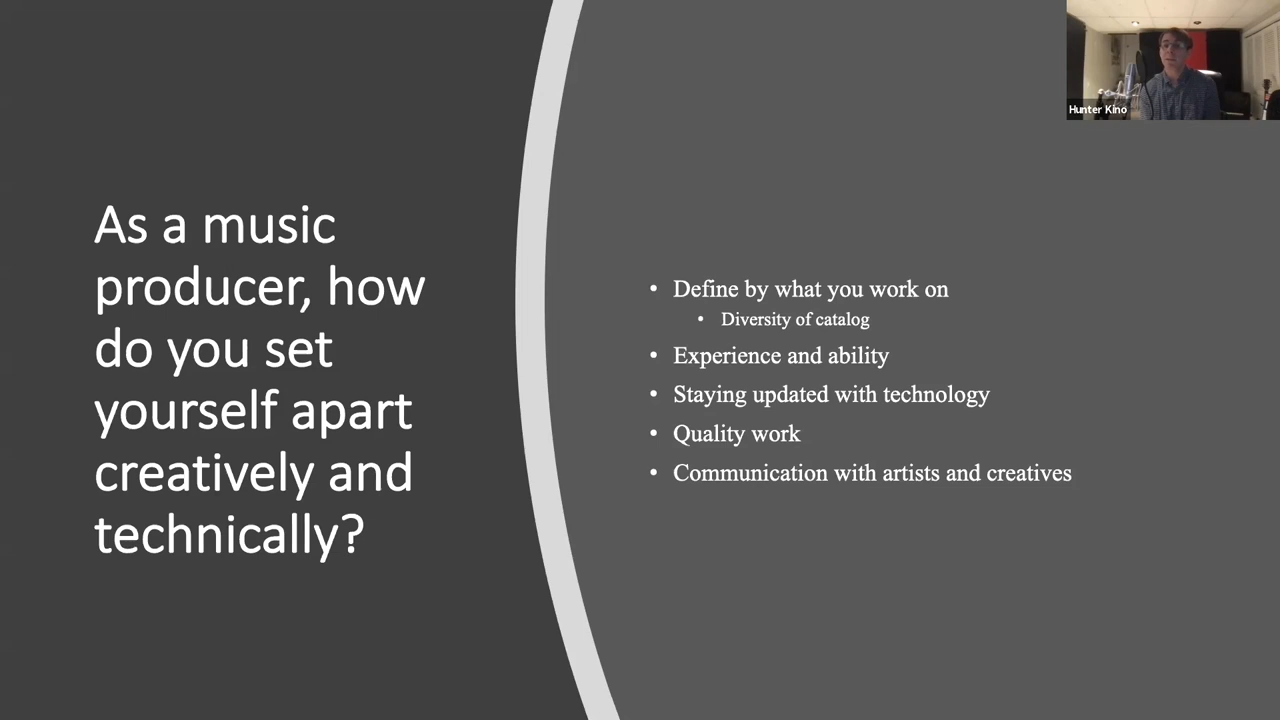 As a music
producer, how
do you set
yourself apart
creatively and
technically?
• Define by what you work on
• Diversity of catalog
• Experience and ability
• Staying updated with technology
• Quality work
• Communication with artists and creatives
Hunter Kino